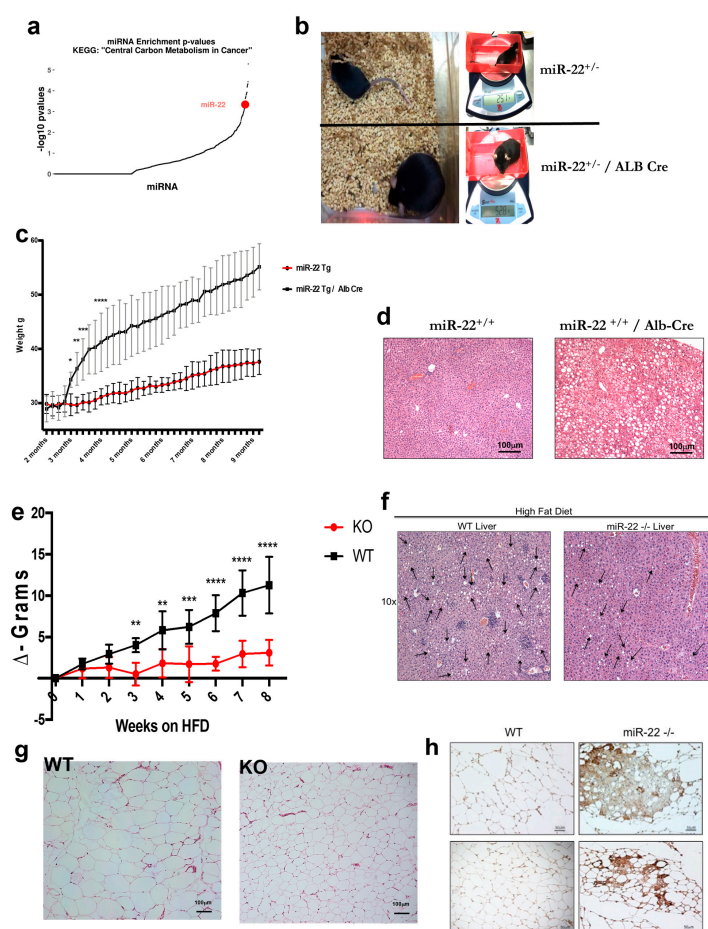 a
miRNA Enrichment p-values
KEGG: "Central Carbon Metabolism in Cancer"
-log10 pvalues
5
4
3
2
1
0
miR-22
miRNA
b
miR-22+/-
miR-22+/- / ALB Cre
c
Weight g
60
50
40
30
20
*
**
***
****
miR-22 Tg
miR-22 Tg / Alb Cre
2 months
3 months
4 months
5 months
6 months
7 months
8 months
9 months
d
miR-22+/+
miR-22 +/+ / Alb-Cre
100μm
100μm
e
Δ - Grams
20
15
10
5
0
-5
**
**
***
****
****
****
KO
WT
0 1 2 3 4 5 6 7 8
Weeks on HFD
f
High Fat Diet
WT Liver
miR-22 -/- Liver
10x
g
WT
KO
100μm
100μm
h
WT
miR-22 -/-